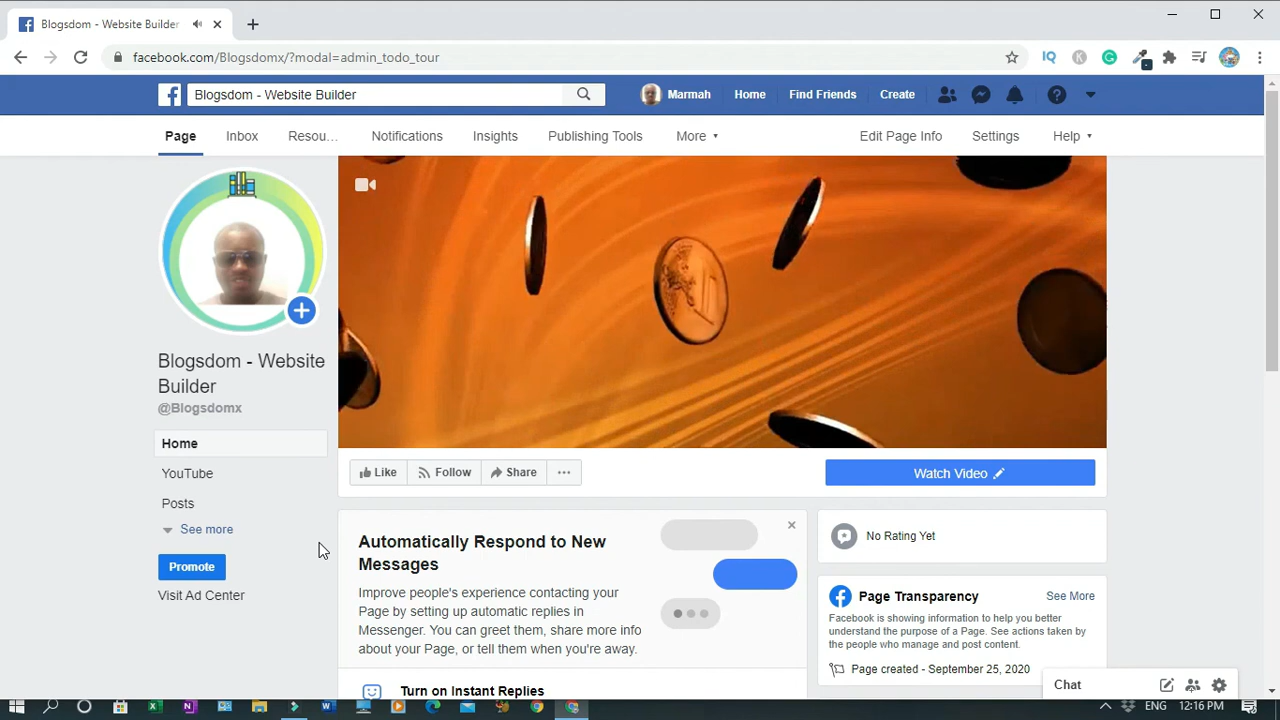 Blogsdom - Website Builder
facebook.com/Blogsdomx/?modal=admin_todo_tour
Blogsdom - Website Builder
Marmah Home Find Friends Create
Page Inbox Resou... Notifications Insights Publishing Tools More Edit Page Info Settings Help
Blogsdom - Website
Builder
@Blogsdomx
Home
YouTube
Posts
See more
Promote
Visit Ad Center
Like Follow Share ... Watch Video
Automatically Respond to New
Messages
Improve people's experience contacting your
Page by setting up automatic replies in
Messenger. You can greet them, share more info
about your Page, or tell them when you're away.
Turn on Instant Replies
No Rating Yet
Page Transparency See More
Facebook is showing information to help you better
understand the purpose of a Page. See actions taken by
the people who manage and post content.
Page created - September 25, 2020
Chat
ENG 12:16 PM